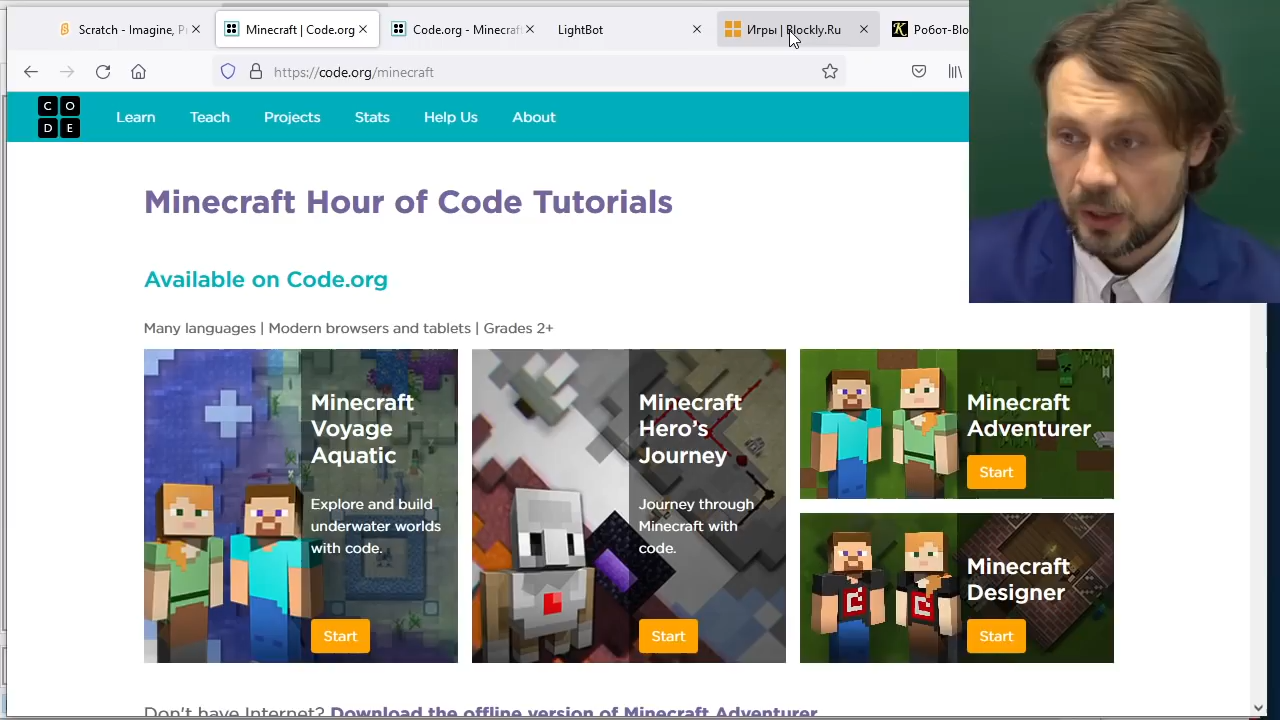 Scratch - Imagine, P
Minecraft | Code.org
Code.org - Minecraft
LightBot
Игры | Blockly.Ru
Робот-Blo
https://code.org/minecraft
CODE
Learn
Teach
Projects
Stats
Help Us
About
Minecraft Hour of Code Tutorials
Available on Code.org
Many languages | Modern browsers and tablets | Grades 2+
Minecraft
Voyage
Aquatic
Explore and build
underwater worlds
with code.
Start
Minecraft
Hero's
Journey
Journey through
Minecraft with
code.
Start
Minecraft
Adventurer
Start
Minecraft
Designer
Start
Don't have Internet? Download the offline version of Minecraft Adventurer